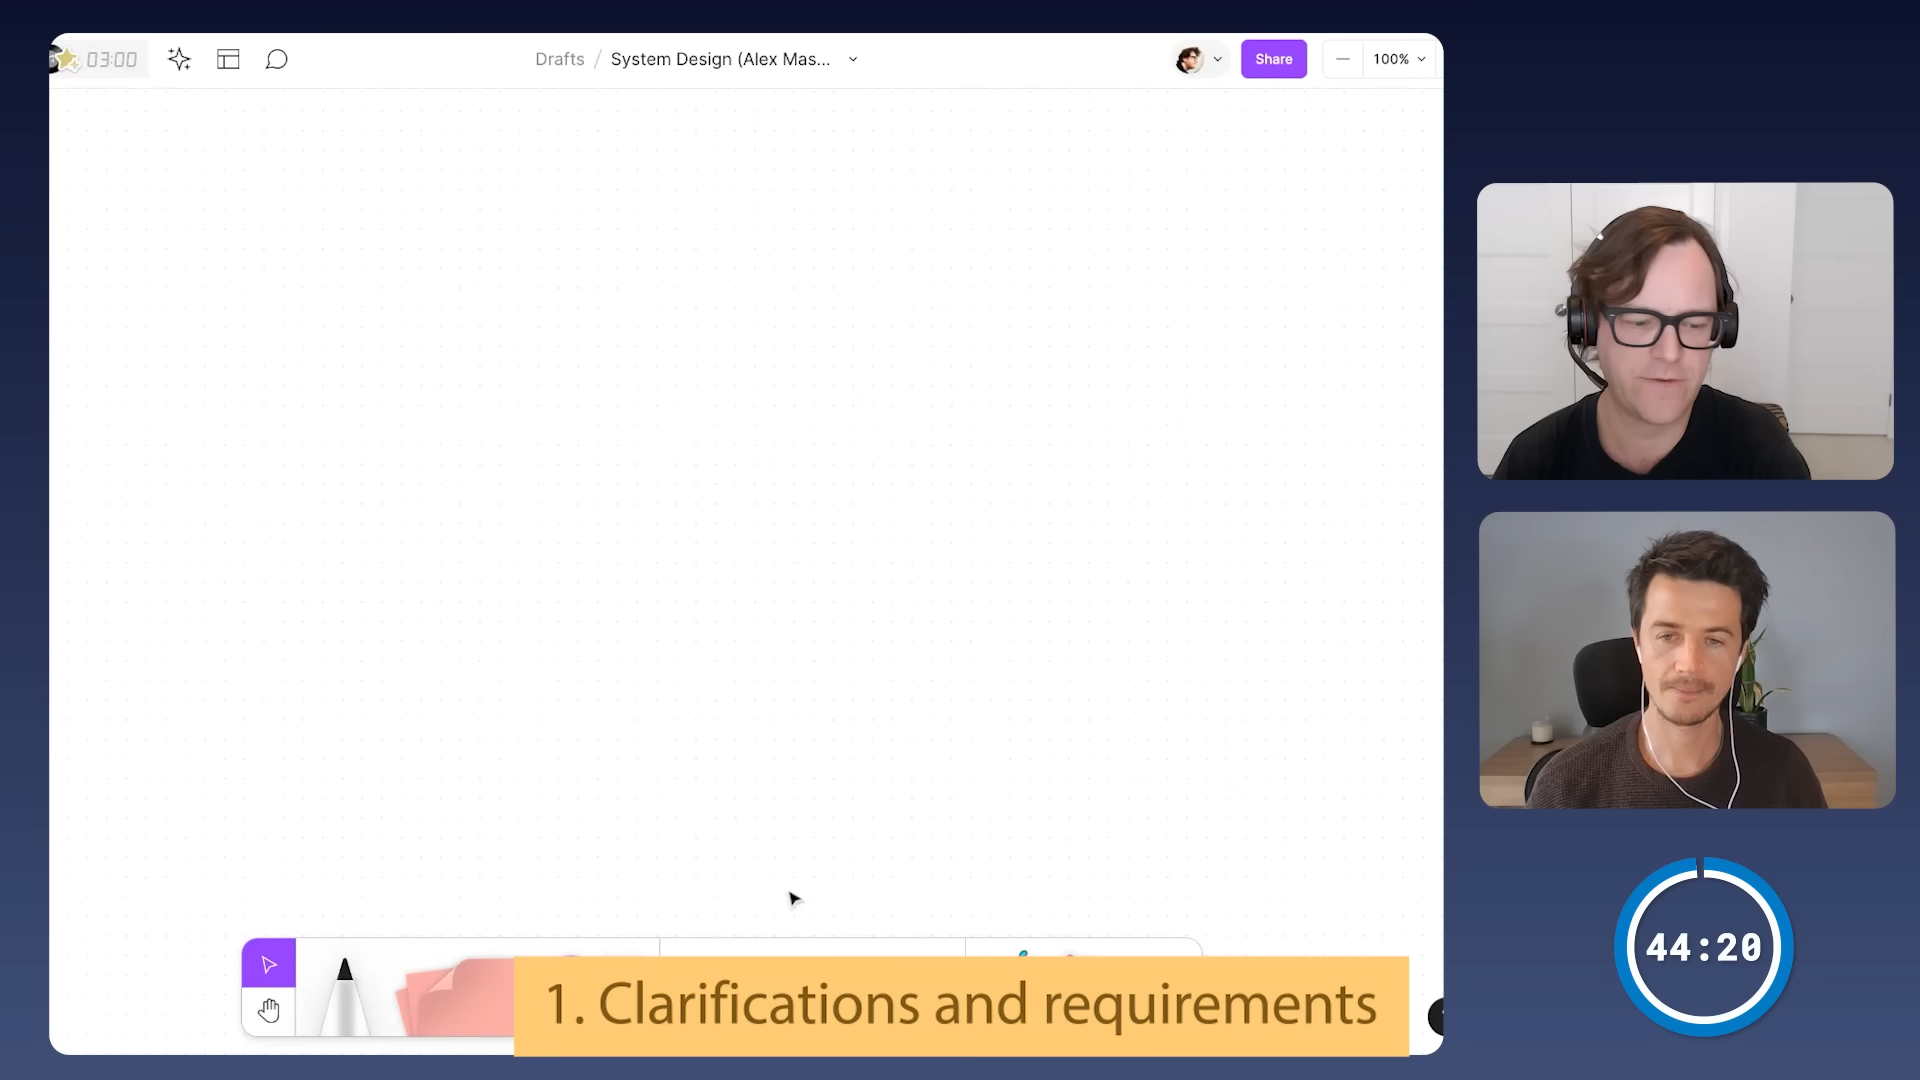 03:00
Drafts / System Design (Alex Mas...
Share
100%
1. Clarifications and requirements
44:20